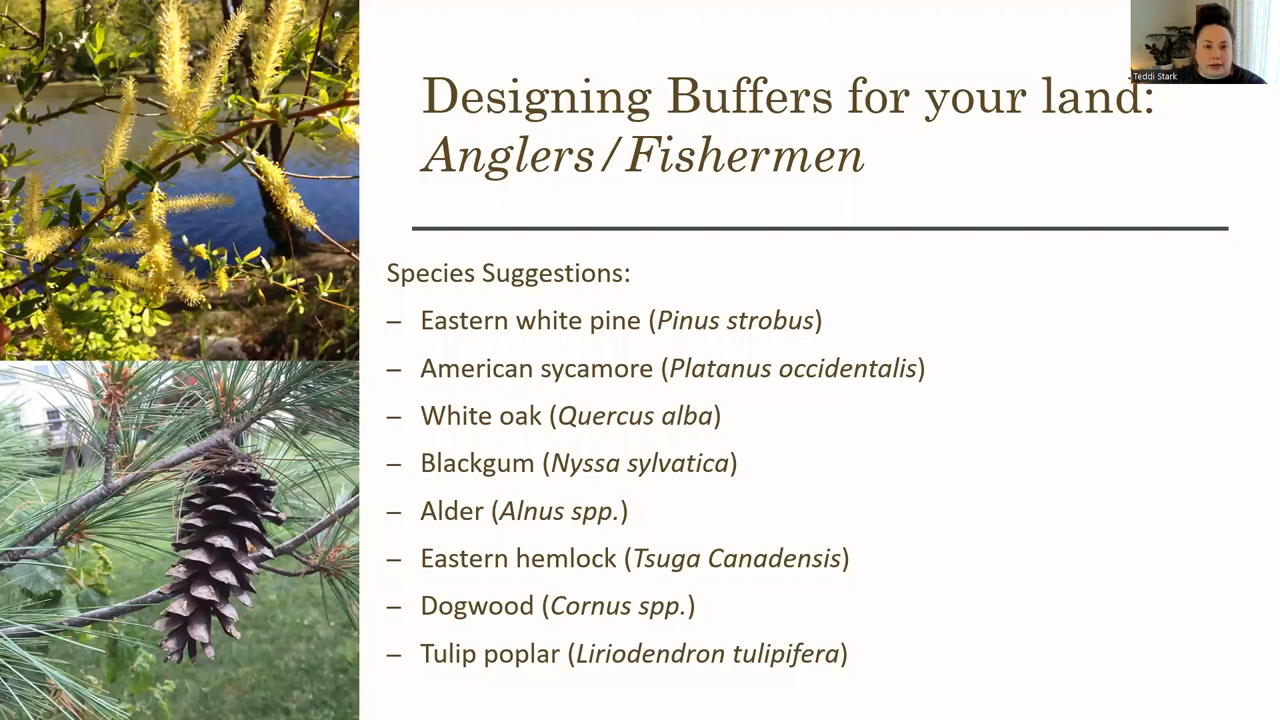 Teddi Stark
Designing Buffers for your land:
Anglers/Fishermen
Species Suggestions:
– Eastern white pine (Pinus strobus)
– American sycamore (Platanus occidentalis)
– White oak (Quercus alba)
– Blackgum (Nyssa sylvatica)
– Alder (Alnus spp.)
– Eastern hemlock (Tsuga Canadensis)
– Dogwood (Cornus spp.)
– Tulip poplar (Liriodendron tulipifera)